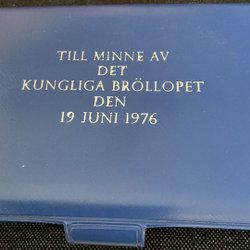 TILL MINNE AV
DET
KUNGLIGA BRÖLLOPET
DEN
19 JUNI 1976